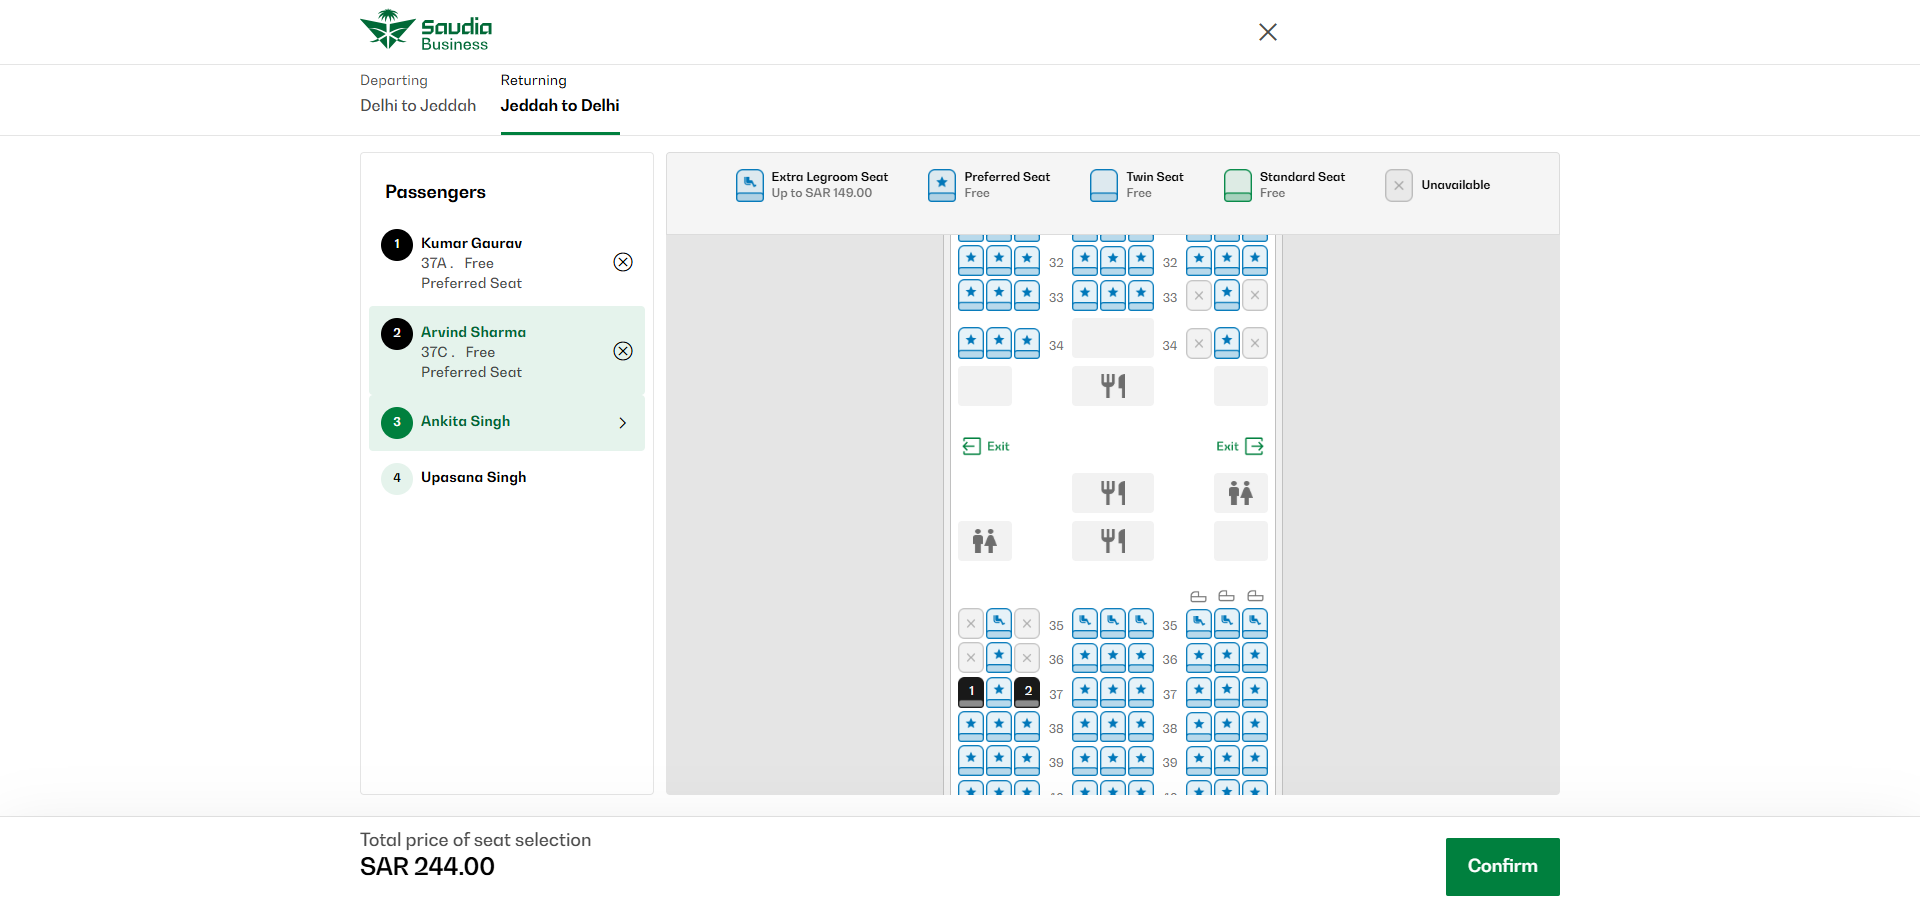 Saudia
Business
Departing
Delhi to Jeddah
Returning
Jeddah to Delhi
Passengers
1
Kumar Gaurav
37A . Free
Preferred Seat
2
Arvind Sharma
37C . Free
Preferred Seat
3
Ankita Singh
4
Upasana Singh
Extra Legroom Seat
Up to SAR 149.00
Preferred Seat
Free
Twin Seat
Free
Standard Seat
Free
Unavailable
32 32
33 33
34 34
Exit Exit
35 35
36 36
1 2 37 37
38 38
39 39
Total price of seat selection
SAR 244.00
Confirm